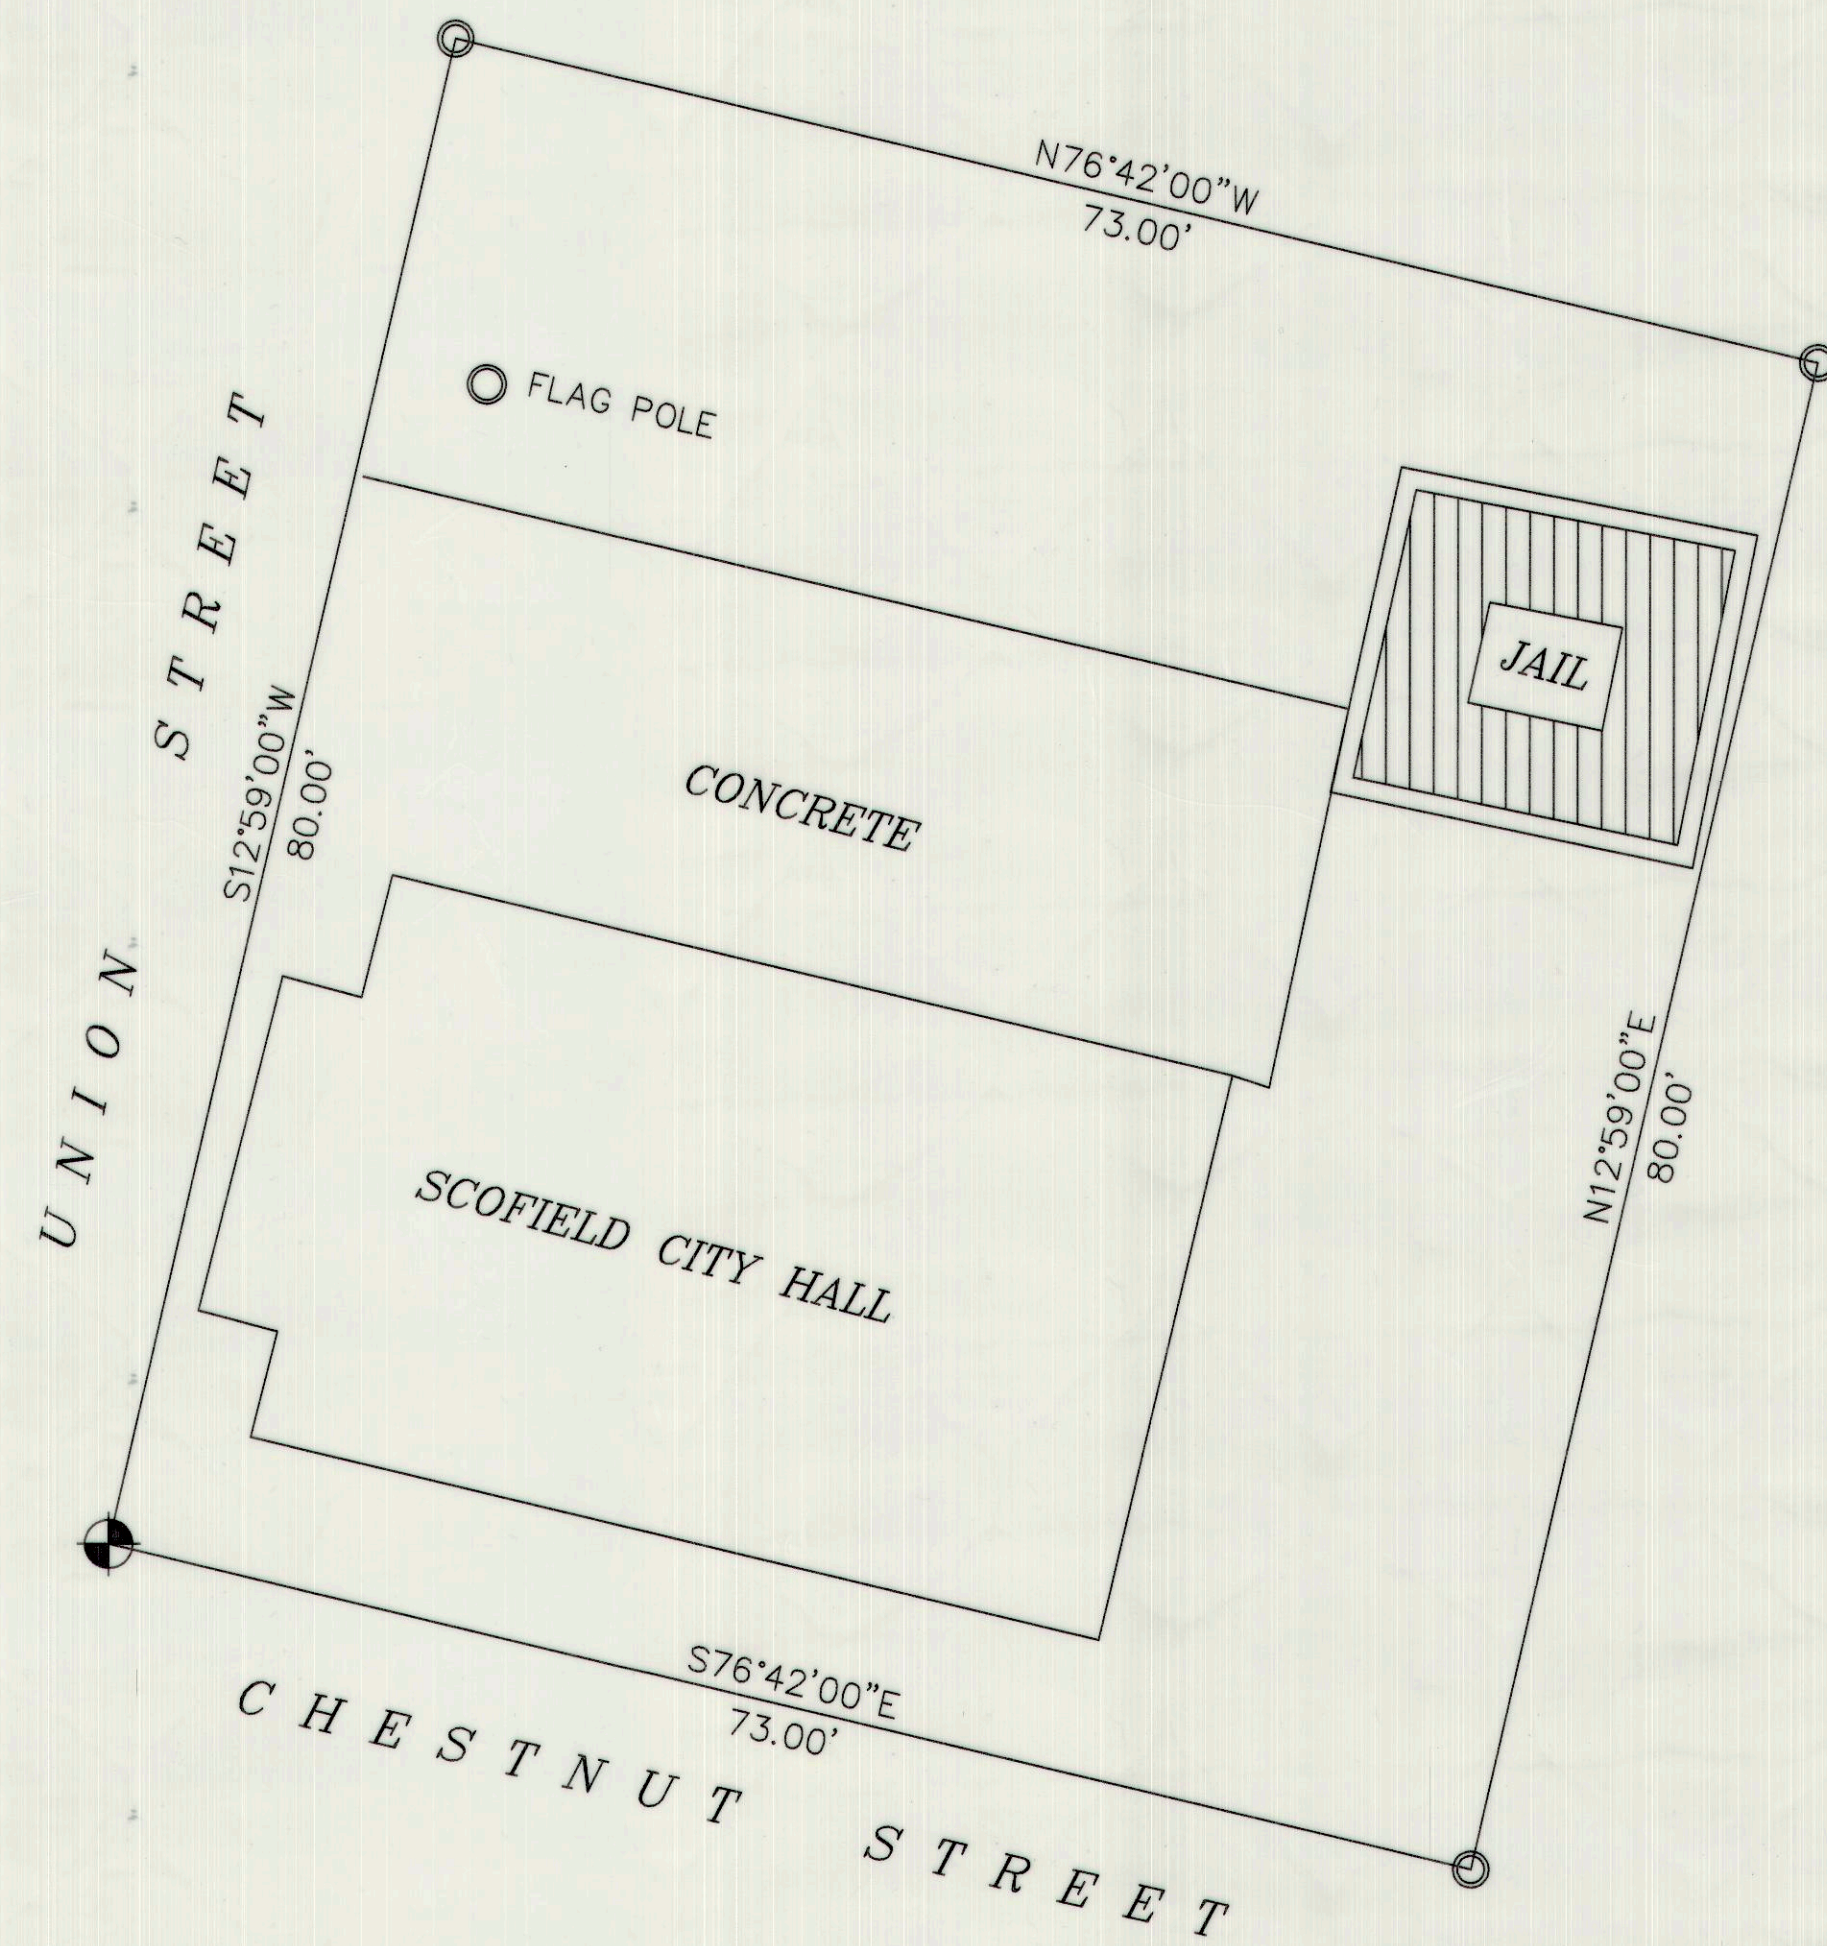 N76°42'00"W
73.00'
FLAG POLE
UNION STREET
S12°59'00"W
80.00'
JAIL
CONCRETE
SCOFIELD CITY HALL
N12°59'00"E
80.00'
S76°42'00"E
73.00'
CHESTNUT STREET